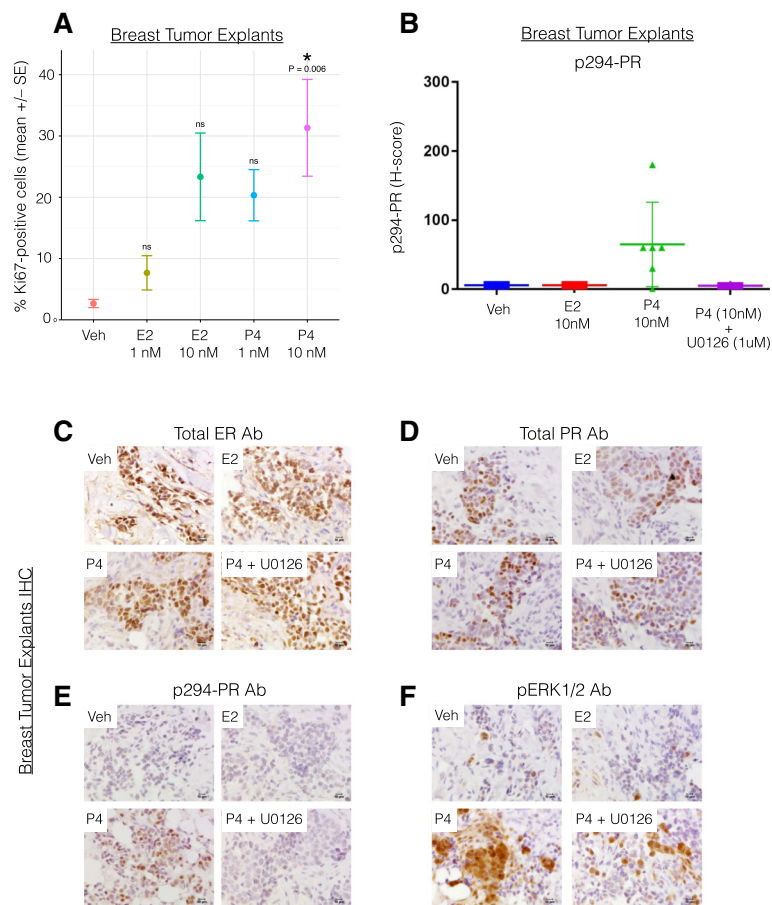 A
Breast Tumor Explants
% Ki67-positive cells (mean +/− SE)
40
30
20
10
0
0
ns
ns
ns
*
P = 0.006
Veh
E2
1 nM
E2
10 nM
P4
1 nM
P4
10 nM
B
Breast Tumor Explants
p294-PR
p294-PR (H-score)
300
200
100
0
Veh
E2
10nM
P4
10nM
P4 (10nM)
+
U0126 (1uM)
Breast Tumor Explants IHC
C
Total ER Ab
Veh
E2
P4
P4 + U0126
D
Total PR Ab
Veh
E2
P4
P4 + U0126
E
p294-PR Ab
Veh
E2
P4
P4 + U0126
F
pERK1/2 Ab
Veh
E2
P4
P4 + U0126